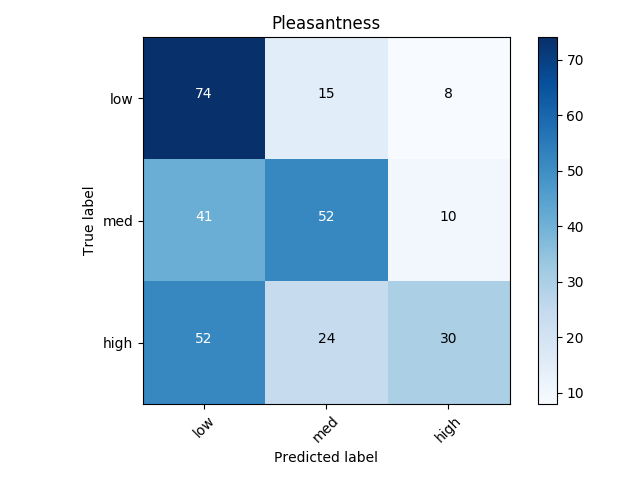 Pleasantness
low 74 15 8
med 41 52 10
high 52 24 30
low med high
Predicted label
True label
70
60
50
40
30
20
10